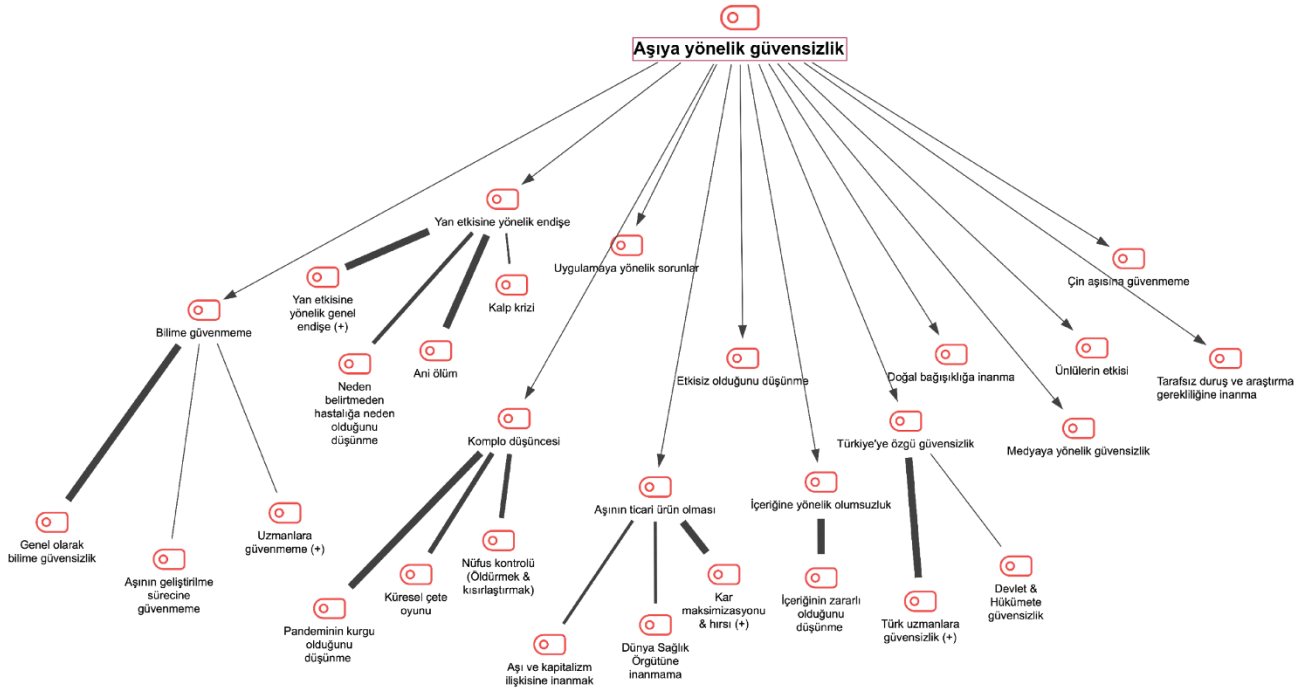 Aşıya yönelik güvensizlik
Yan etkisine yönelik endişe
Uygulamaya yönelik sorunlar
Çin aşısına güvenmeme
Yan etkisine
yönelik genel
endişe (+)
Kalp krizi
Bilime güvenmeme
Ani ölüm
Neden
belirtmeden
hastalığa neden
olduğunu
düşünme
Etkisiz olduğunu düşünme
Doğal bağışıklığa inanma
Ünlülerin etkisi
Tarafsız duruş ve araştırma
gerekliliğine inanma
Komplo düşüncesi
Türkiye'ye özgü güvensizlik
Medyaya yönelik güvensizlik
Aşının ticari ürün olması
İçeriğine yönelik olumsuzluk
Genel olarak
bilime güvensizlik
Uzmanlara
güvenmeme (+)
Aşının geliştirilme
sürecine
güvenmeme
Nüfus kontrolü
(Öldürmek &
kısırlaştırmak)
Küresel çete
oyunu
Pandeminin kurgu
olduğunu
düşünme
Kar
maksimizasyonu
& hırsı (+)
İçeriğinin zararlı
olduğunu
düşünme
Devlet &
Hükümete
güvensizlik
Türk uzmanlara
güvensizlik (+)
Aşı ve kapitalizm
ilişkisine inanmak
Dünya Sağlık
Örgütüne
inanmama